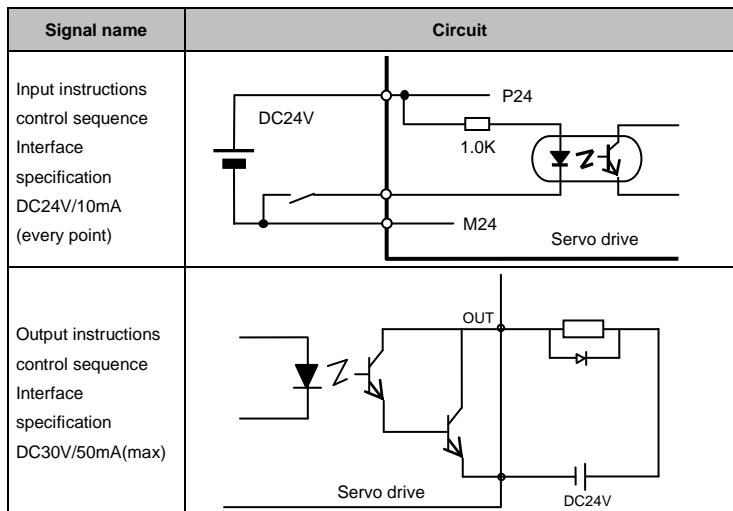 Signal name
Circuit
Input instructions
control sequence
Interface
specification
DC24V/10mA
(every point)
DC24V
P24
1.0K
M24
Servo drive
Output instructions
control sequence
Interface
specification
DC30V/50mA(max)
OUT
Servo drive
DC24V